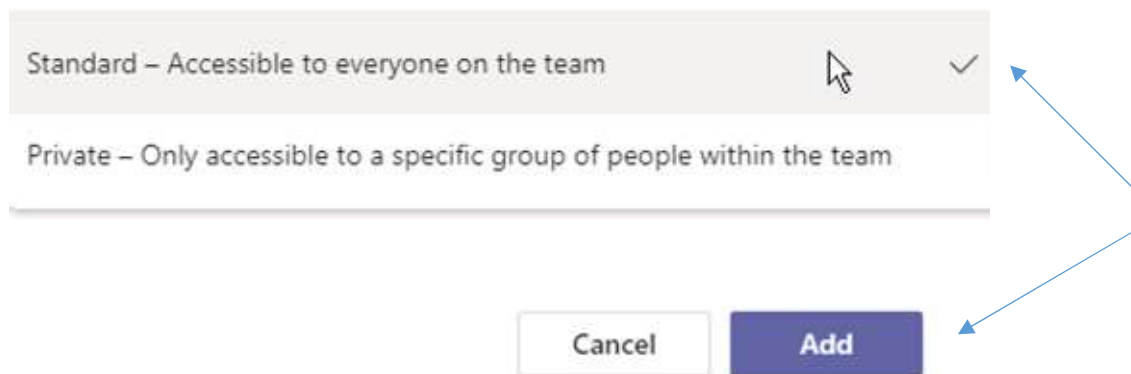 Standard – Accessible to everyone on the team
Private – Only accessible to a specific group of people within the team
Cancel
Add